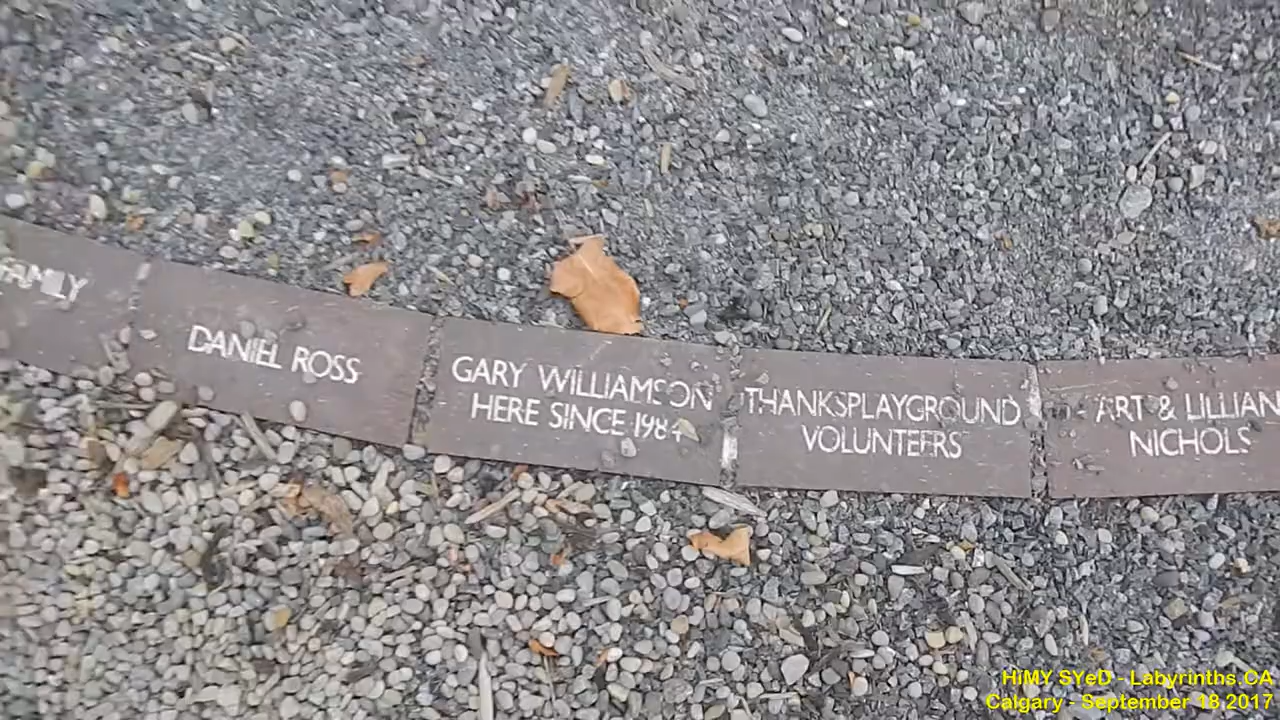 FAMILY
DANIEL ROSS
GARY WILLIAMSON
HERE SINCE 1984
THANKSPLAYGROUND
VOLUNTEERS
ART & LILLIAN
NICHOLS
HiMY SYeD - Labyrinths.CA
Calgary - September 18 2017